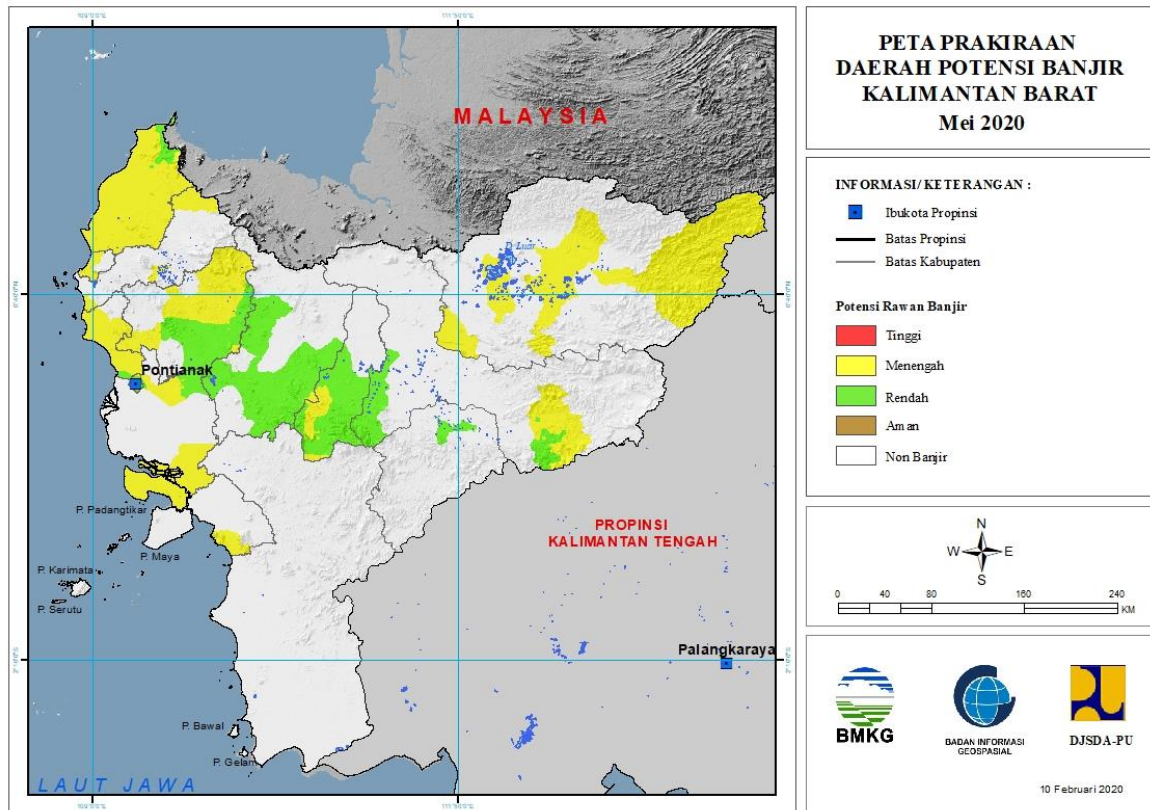 MALAYSIA
D. Luar
Pontianak
P. Padangtikar
P. Maya
P. Karimata
P. Serutu
PROPINSI
KALIMANTAN TENGAH
Palangkaraya
P. Bawal
P. Gelam
LAUT JAWA
PETA PRAKIRAAN
DAERAH POTENSI BANJIR
KALIMANTAN BARAT
Mei 2020
INFORMASI/ KETERANGAN :
Ibukota Propinsi
Batas Propinsi
Batas Kabupaten
Potensi Rawan Banjir
Tinggi
Menengah
Rendah
Aman
Non Banjir
N
W E
S
0 40 80 160 240
KM
BMKG
BADAN INFORMASI
GEOSPASIAL
DJSDA-PU
10 Februari 2020